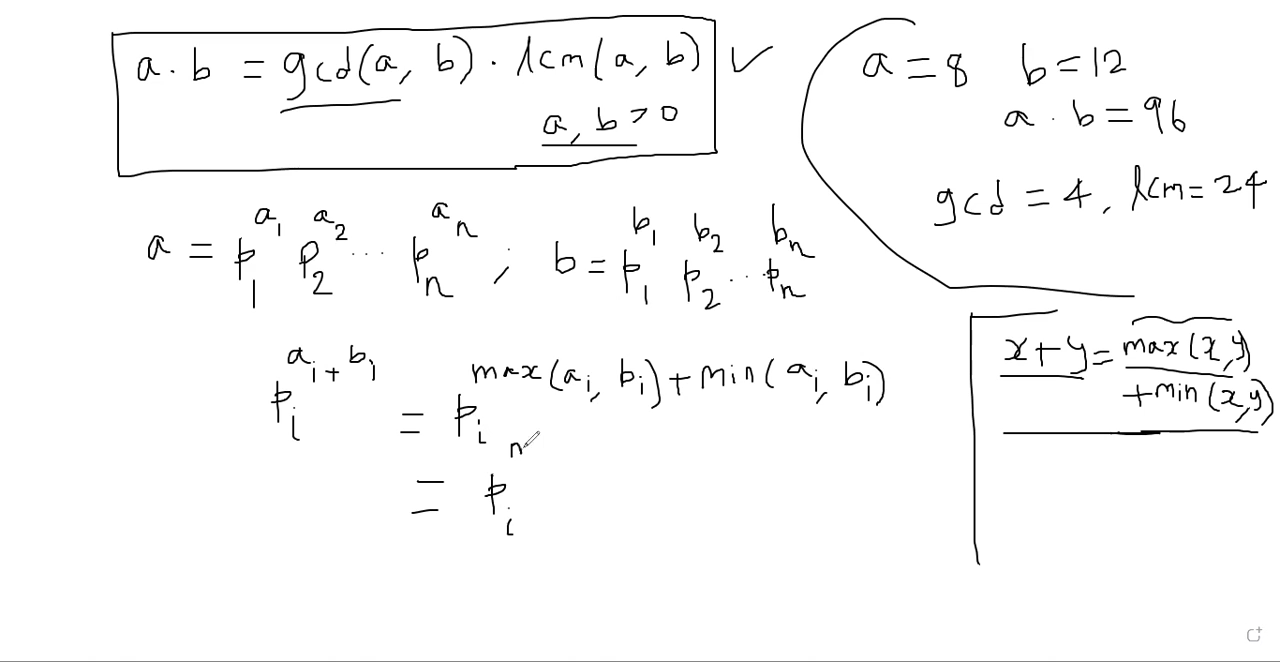 a · b = gcd(a, b) · lcm(a, b) ✓
a, b > 0
a = 8 b = 12
a · b = 96
gcd = 4, lcm = 24
a = p₁^a₁ p₂^a₂ ... pₙ^aₙ ; b = p₁^b₁ p₂^b₂ ... pₙ^bₙ
pᵢ^(aᵢ + bᵢ) = pᵢ^(max(aᵢ, bᵢ) + min(aᵢ, bᵢ))
= pᵢ^m
x + y = max(x, y)
+ min(x, y)